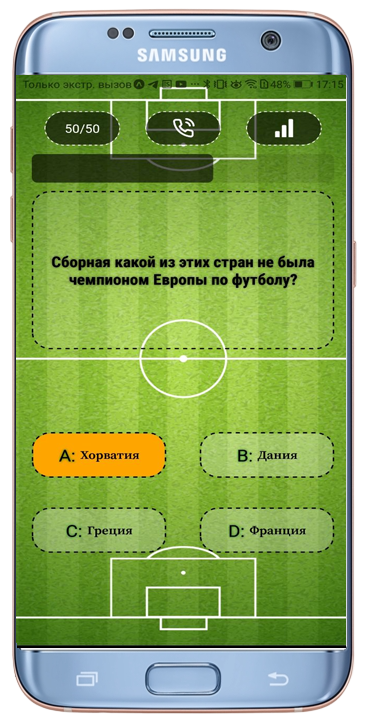 SAMSUNG
Только экстр. вызов 48% 17:15
50/50
Сборная какой из этих стран не была
чемпионом Европы по футболу?
A: Хорватия
B: Дания
C: Греция
D: Франция